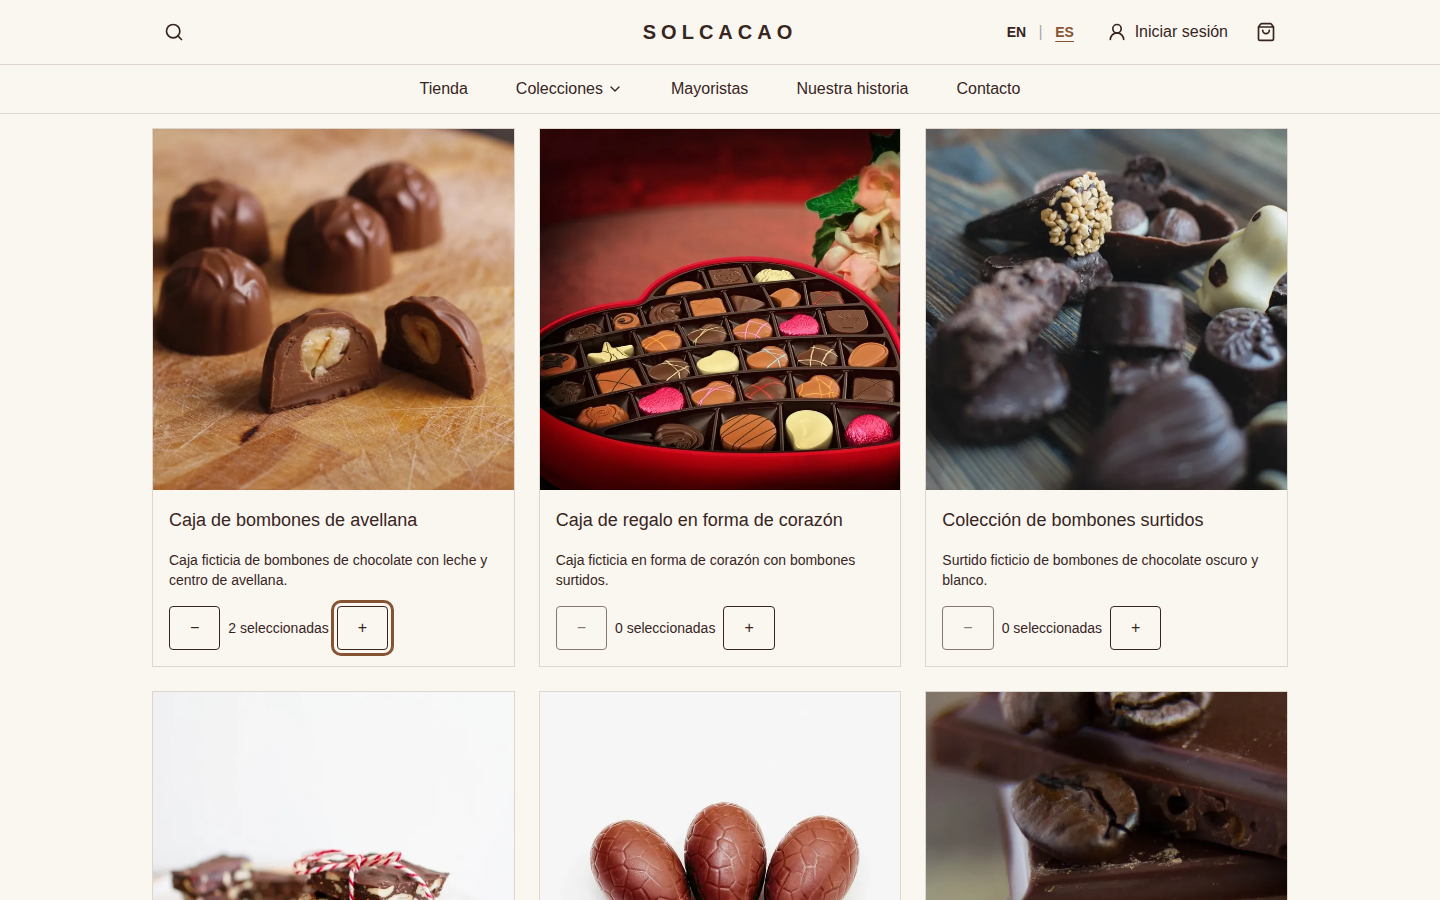 SOLCACAO
EN | ES
Iniciar sesión
Tienda
Colecciones
Mayoristas
Nuestra historia
Contacto
Caja de bombones de avellana
Caja ficticia de bombones de chocolate con leche y
centro de avellana.
− 2 seleccionadas +
Caja de regalo en forma de corazón
Caja ficticia en forma de corazón con bombones
surtidos.
− 0 seleccionadas +
Colección de bombones surtidos
Surtido ficticio de bombones de chocolate oscuro y
blanco.
− 0 seleccionadas +